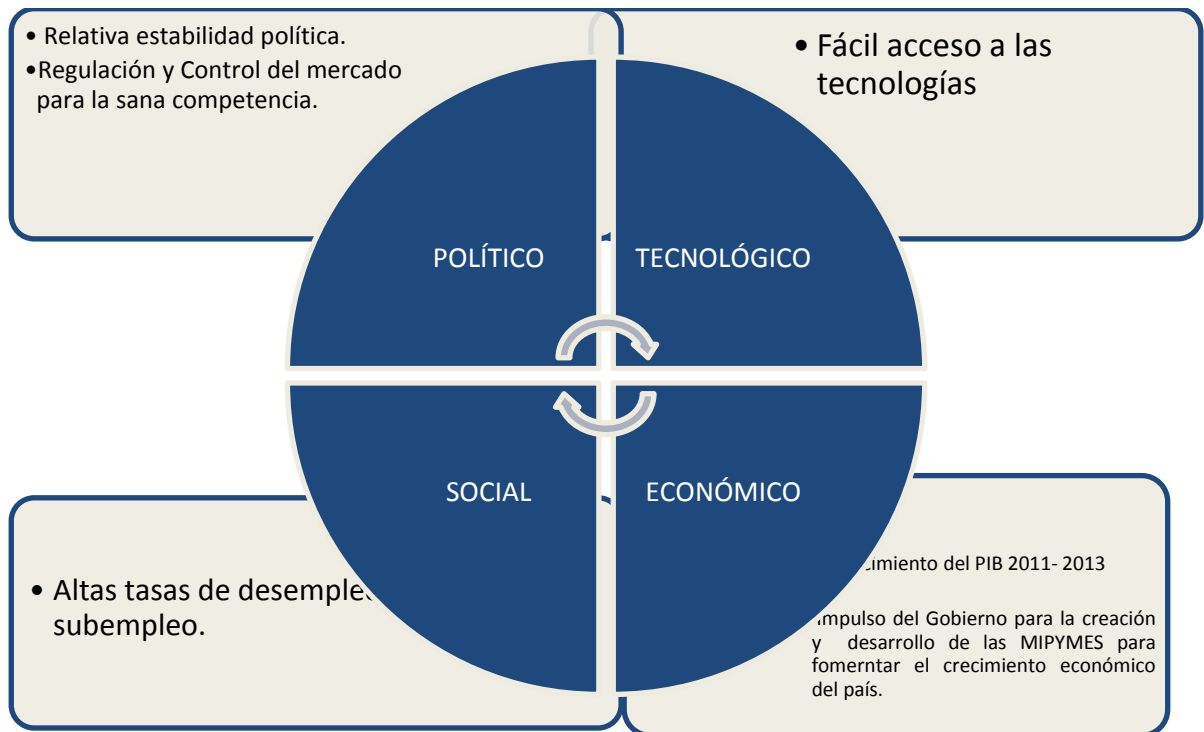 • Relativa estabilidad política.
•Regulación y Control del mercado
para la sana competencia.
• Fácil acceso a las
tecnologías
POLÍTICO
TECNOLÓGICO
SOCIAL
ECONÓMICO
• Altas tasas de desemple
subempleo.
cimiento del PIB 2011- 2013
mpulso del Gobierno para la creación
y desarrollo de las MIPYMES para
fomerntar el crecimiento económico
del país.